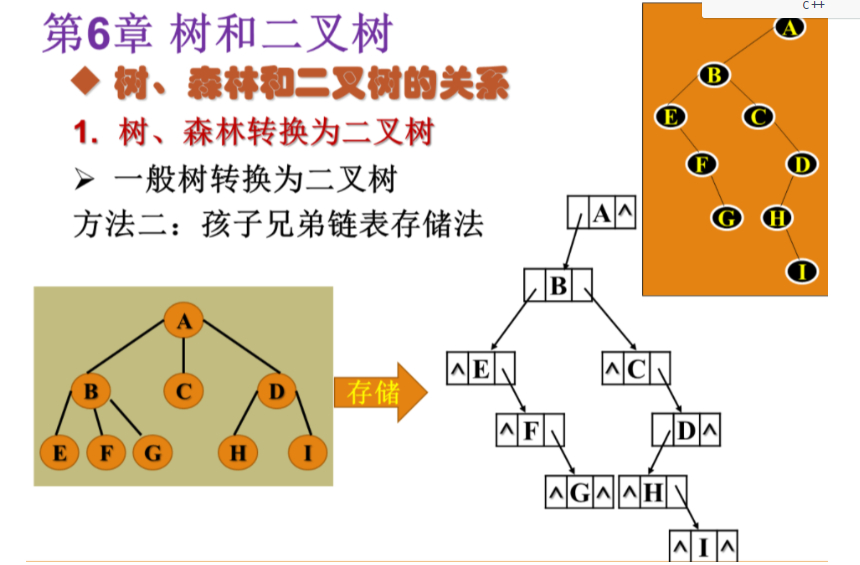 C++
第6章 树和二叉树
◆ 树、森林和二叉树的关系
1. 树、森林转换为二叉树
➢ 一般树转换为二叉树
方法二：孩子兄弟链表存储法
A
B
E C
F D
G H
I
A
B C D
E F G H I
存储
A ^
B
^ E ^ C
^ F D ^
^ G ^ ^ H
^ I ^